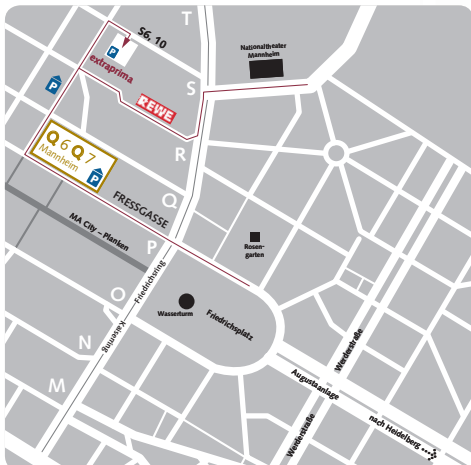 T
S6, 10
Nationaltheater
Mannheim
P
extraprima
S
P
REWE
R
Q 6 Q 7
Mannheim
P
Q
FRESSGASSE
MA City – Planken
P
Rosen-
garten
Friedrichsring
O
Wasserturm
Friedrichsplatz
Kaiserring
N
Werderstraße
M
Augustaanlage
nach Heidelberg
Werderstraße